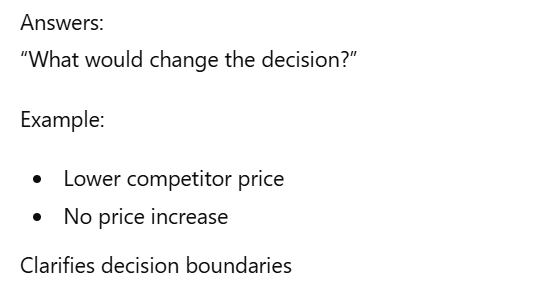 Answers:
“What would change the decision?”
Example:
• Lower competitor price
• No price increase
Clarifies decision boundaries